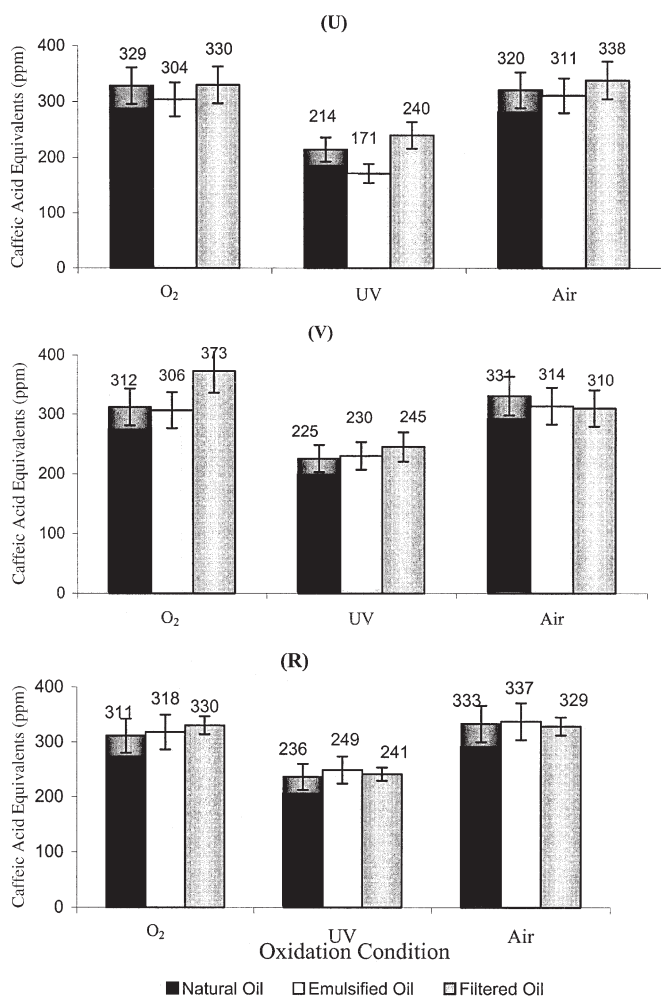 (U)
Caffeic Acid Equivalents (ppm)
400
300
200
100
0
329
304
330
214
171
240
320
311
338
O₂
UV
Air
(V)
Caffeic Acid Equivalents (ppm)
400
300
200
100
0
312
306
373
225
230
245
331
314
310
O₂
UV
Air
(R)
Caffeic Acid Equivalents (ppm)
400
300
200
100
0
311
318
330
236
249
241
333
337
329
O₂
UV
Air
Oxidation Condition
Natural Oil
Emulsified Oil
Filtered Oil